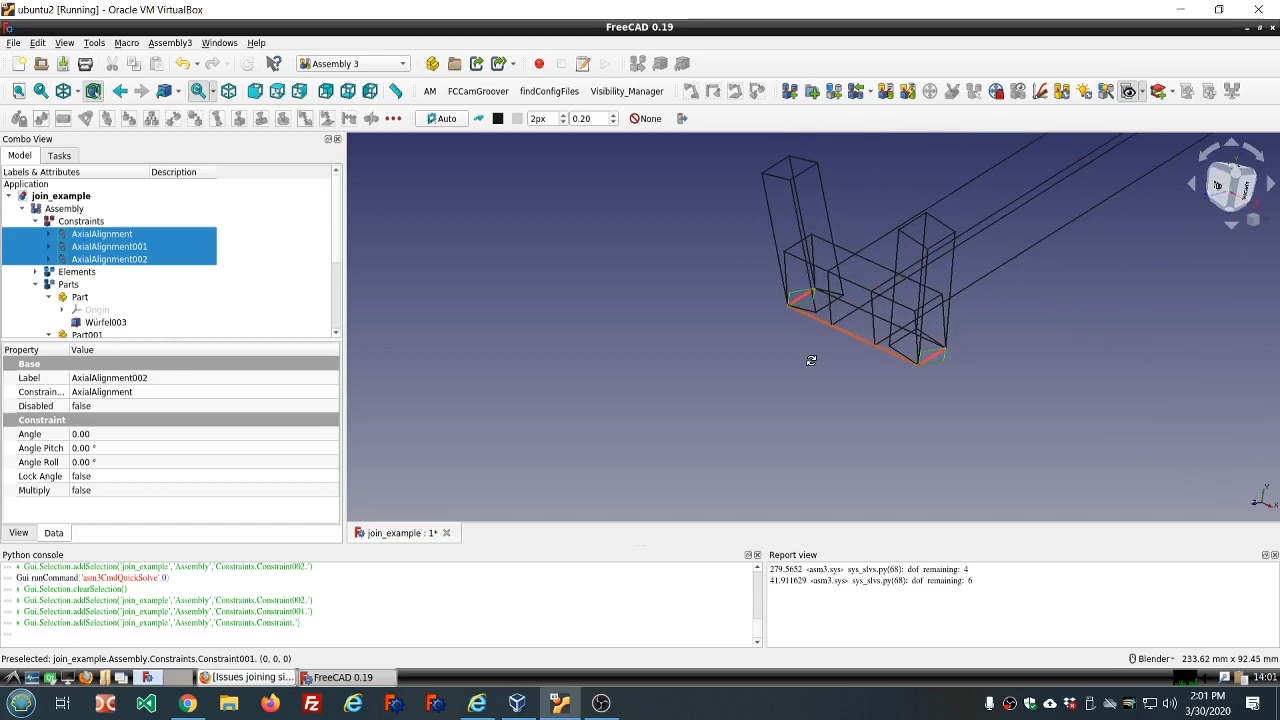 ubuntu2 [Running] - Oracle VM VirtualBox
FreeCAD 0.19
File Edit View Tools Macro Assembly3 Windows Help
Assembly 3
AM FCCamGroover findConfigFiles Visibility_Manager
Auto 2px 0.20 None
Combo View
Model Tasks
Labels & Attributes Description
Application
join_example
Assembly
Constraints
AxialAlignment
AxialAlignment001
AxialAlignment002
Elements
Parts
Part
Origin
Würfel003
Part001
Property Value
Base
Label AxialAlignment002
Constrain... AxialAlignment
Disabled false
Constraint
Angle 0.00
Angle Pitch 0.00 °
Angle Roll 0.00 °
Lock Angle false
Multiply false
View Data
join_example : 1*
Python console
>>> # Gui.Selection.addSelection('join_example','Assembly','Constraints.Constraint002.')
>>> Gui.runCommand('asm3CmdQuickSolve',0)
>>> # Gui.Selection.clearSelection()
>>> # Gui.Selection.addSelection('join_example','Assembly','Constraints.Constraint002.')
>>> # Gui.Selection.addSelection('join_example','Assembly','Constraints.Constraint001.')
>>> # Gui.Selection.addSelection('join_example','Assembly','Constraints.Constraint.')
>>>
Report view
279.5652 <asm3.sys> sys_slvs.py(68): dof remaining: 4
41.911629 <asm3.sys> sys_slvs.py(68): dof remaining: 6
Preselected: join_example.Assembly.Constraints.Constraint001. (0, 0, 0)
Blender 233.62 mm x 92.45 mm
[Issues joining si... FreeCAD 0.19 14:01
2:01 PM
3/30/2020